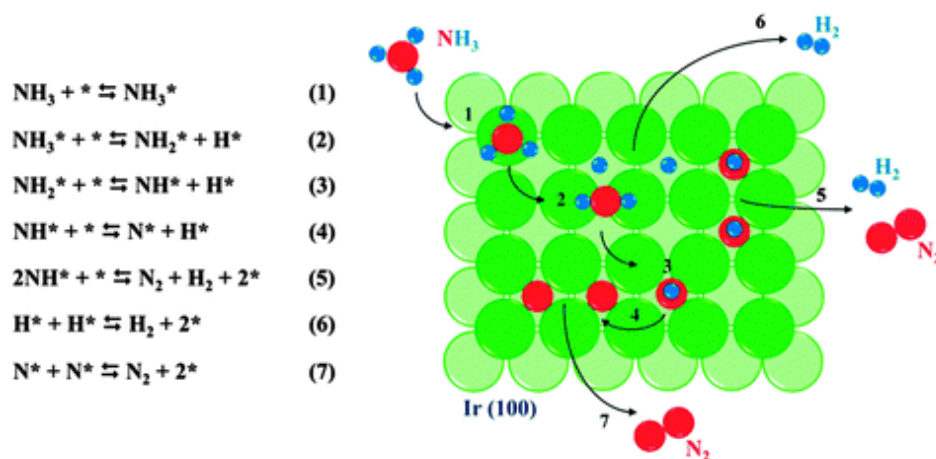 NH₃ + * ⇆ NH₃* (1)
NH₃* + * ⇆ NH₂* + H* (2)
NH₂* + * ⇆ NH* + H* (3)
NH* + * ⇆ N* + H* (4)
2NH* + * ⇆ N₂ + H₂ + 2* (5)
H* + H* ⇆ H₂ + 2* (6)
N* + N* ⇆ N₂ + 2* (7)
NH₃
6
H₂
1
2
5
H₂
N₂
3
4
Ir (100)
7
N₂